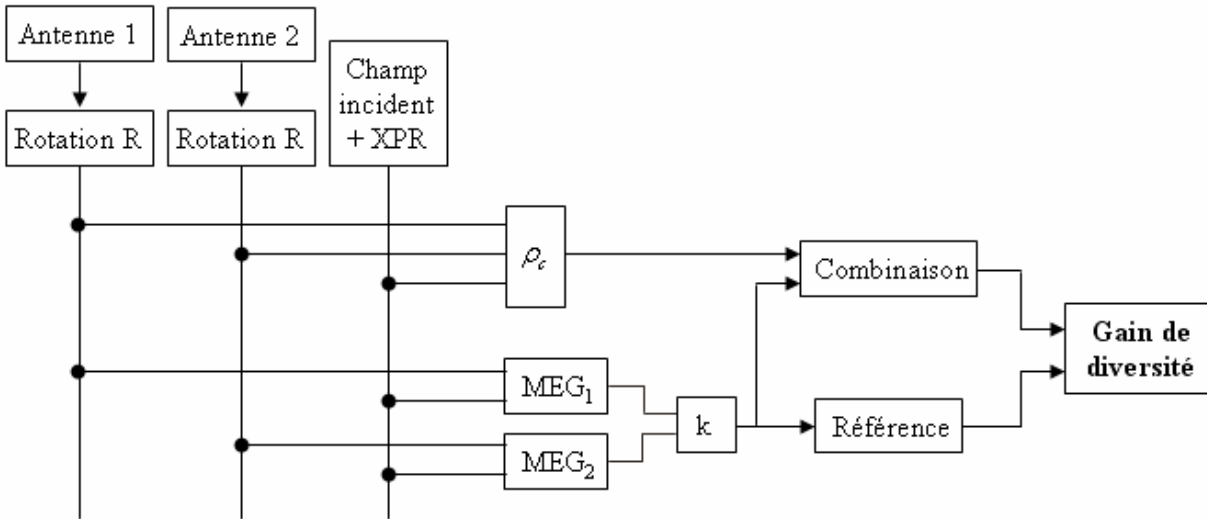 Antenne 1
Antenne 2
Champ
incident
+ XPR
Rotation R
Rotation R
ρc
Combinaison
Gain de
diversité
MEG1
k
Référence
MEG2